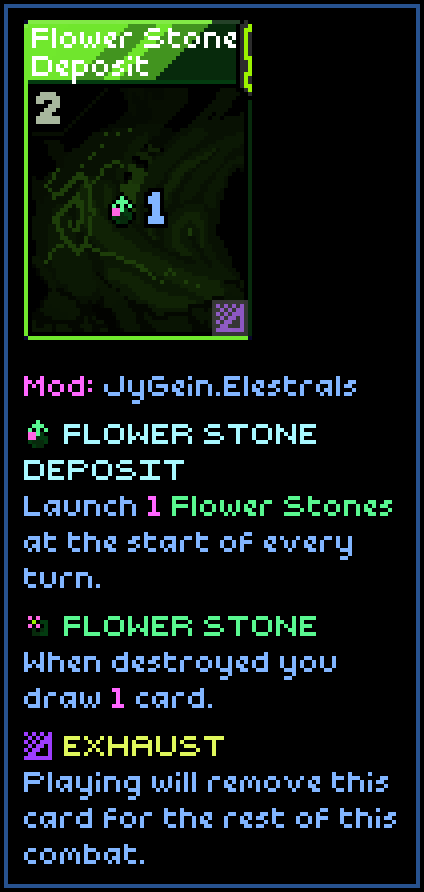 Flower Stone
Deposit
2
1
Mod: JyGein.Elestrals
FLOWER STONE
DEPOSIT
Launch 1 Flower Stones
at the start of every
turn.
FLOWER STONE
When destroyed you
draw 1 card.
EXHAUST
Playing will remove this
card for the rest of this
combat.